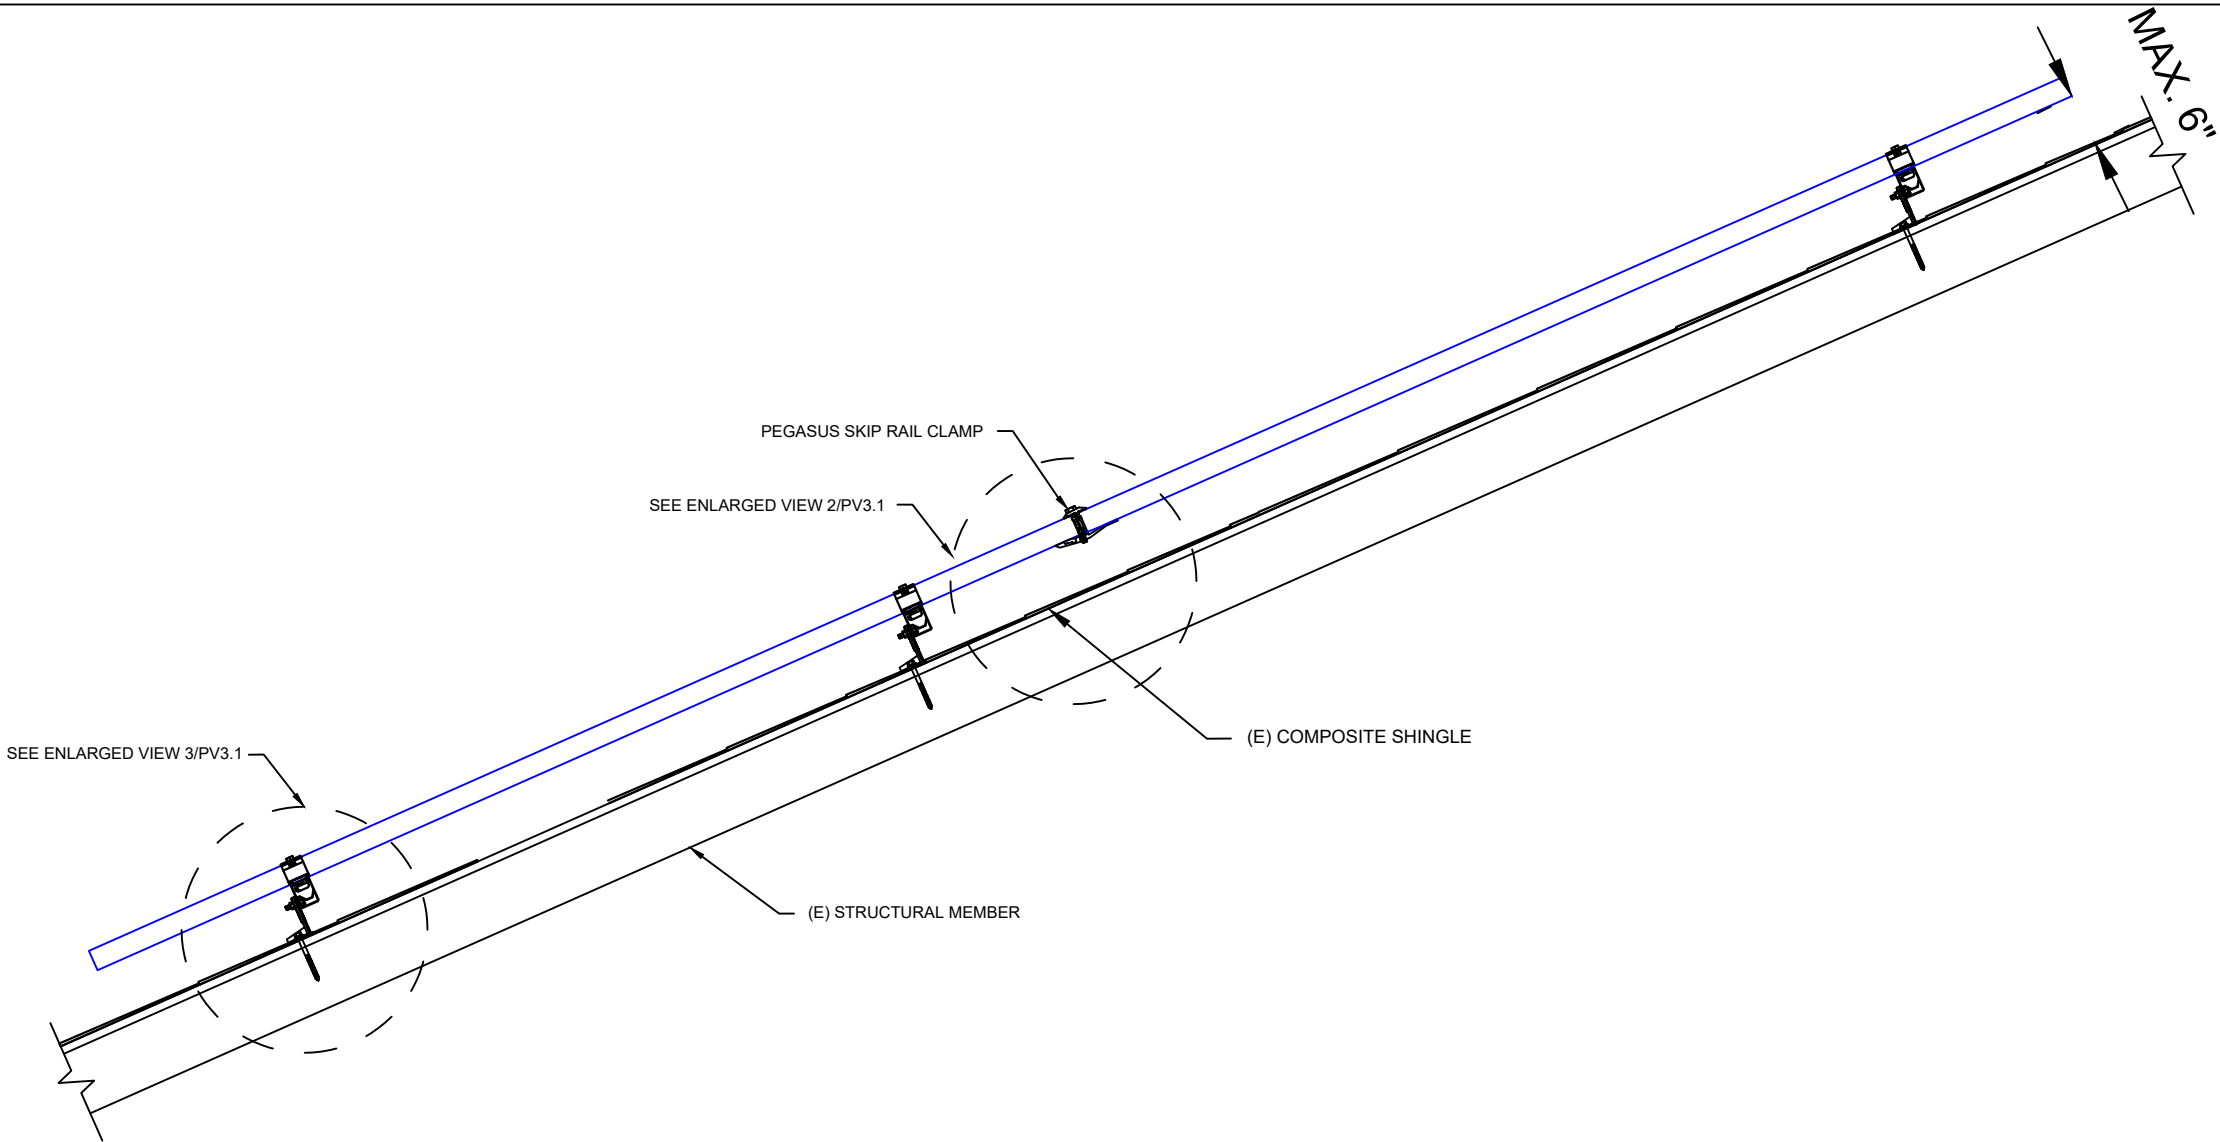 MAX. 6"
PEGASUS SKIP RAIL CLAMP
SEE ENLARGED VIEW 2/PV3.1
(E) COMPOSITE SHINGLE
SEE ENLARGED VIEW 3/PV3.1
(E) STRUCTURAL MEMBER